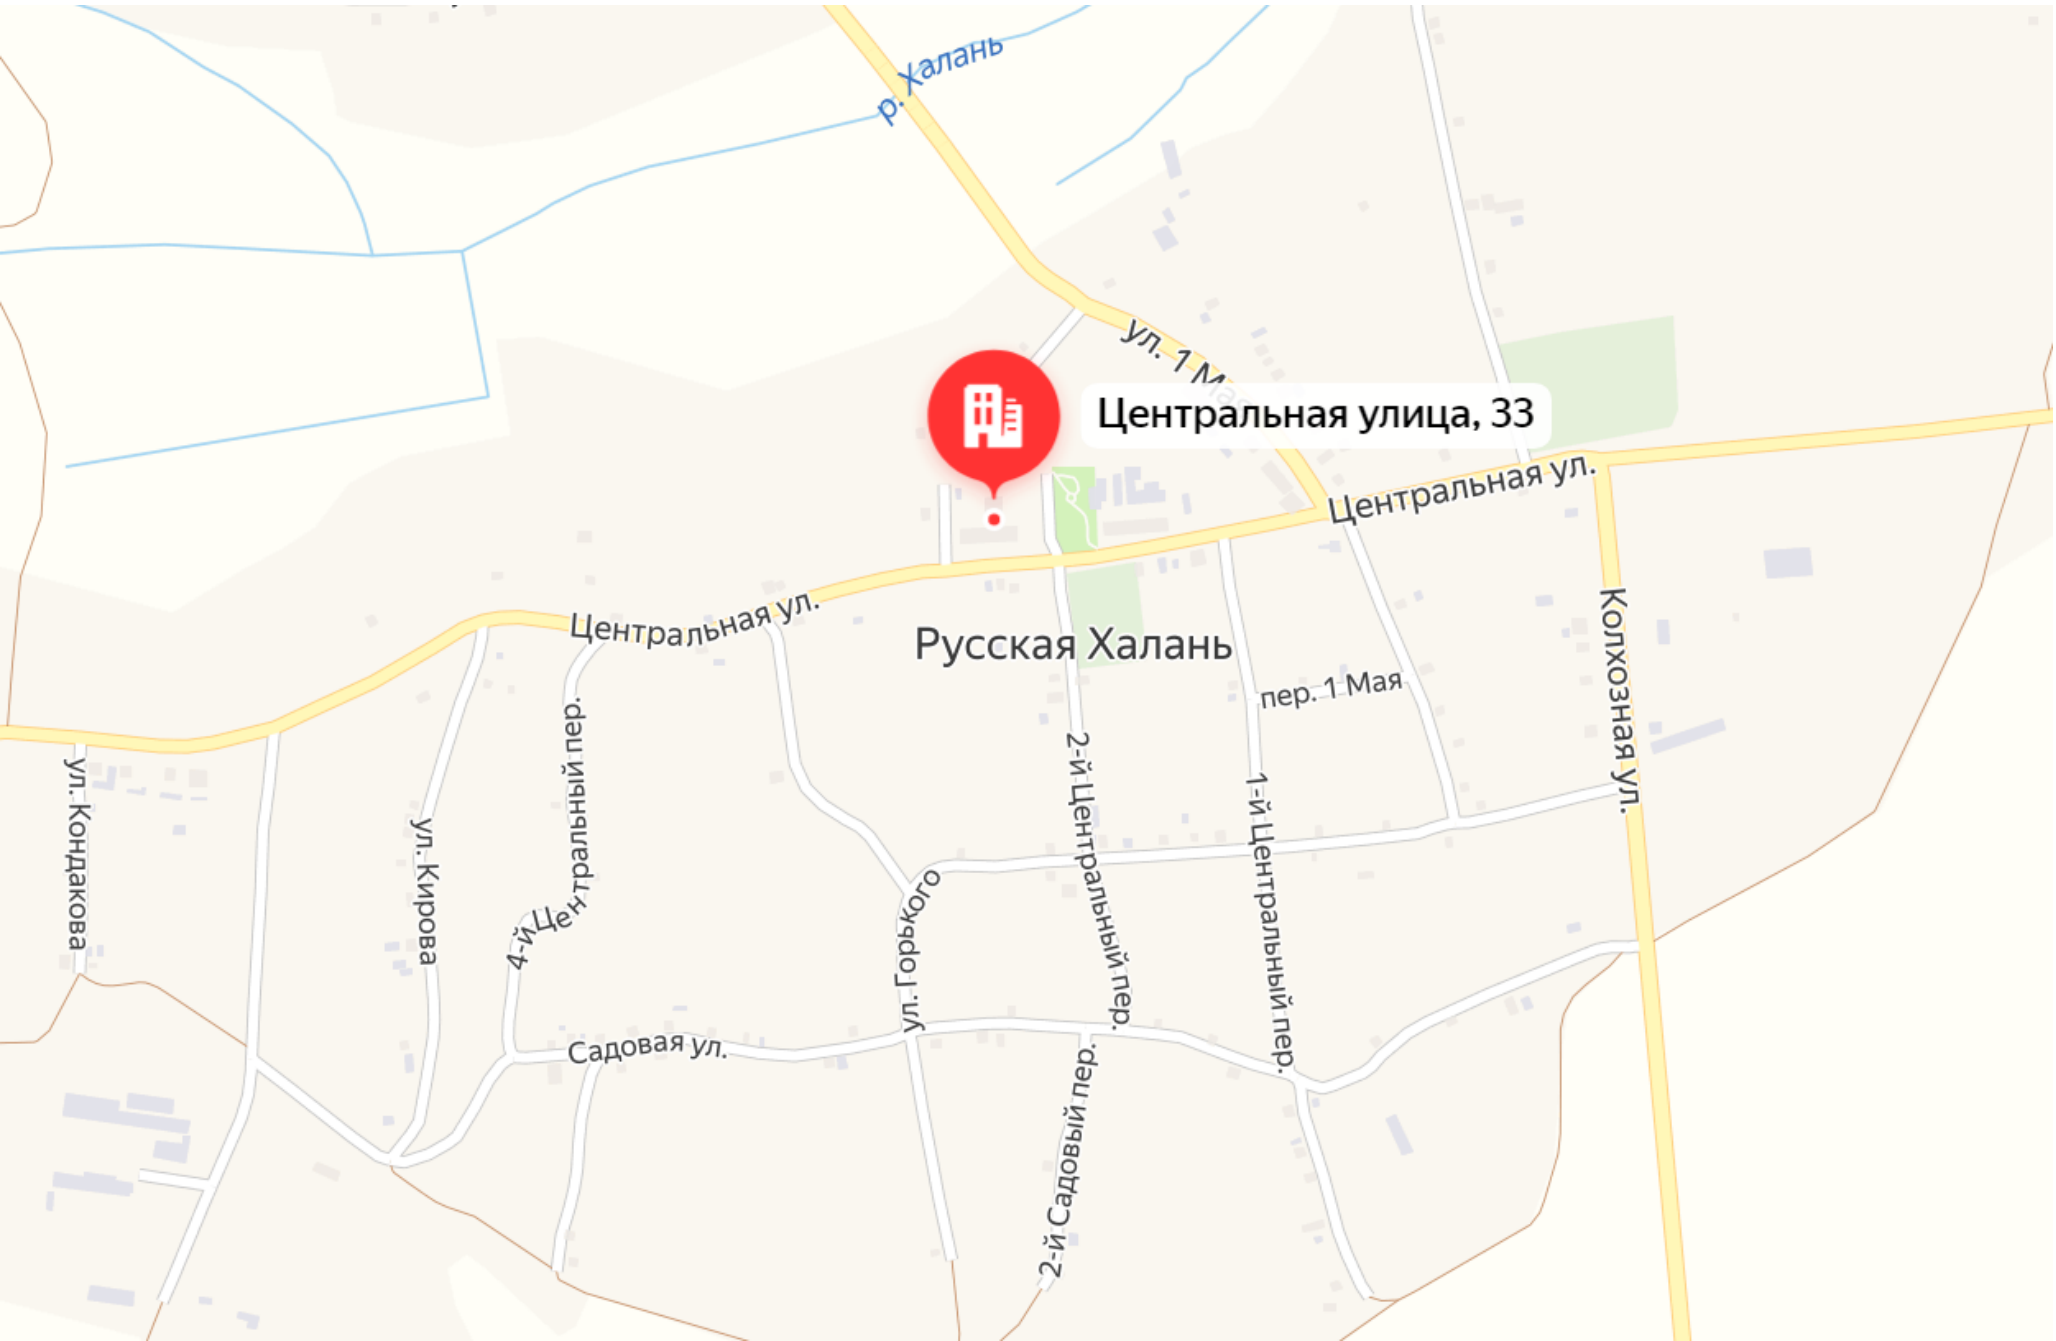 р. Халань
ул. 1 Мая
Центральная улица, 33
Центральная ул.
Центральная ул.
Русская Халань
Колхозная ул.
пер. 1 Мая
4-й Центральный пер.
2-й Центральный пер.
1-й Центральный пер.
ул. Кондакова
ул. Кирова
ул. Горького
Садовая ул.
2-й Садовый пер.